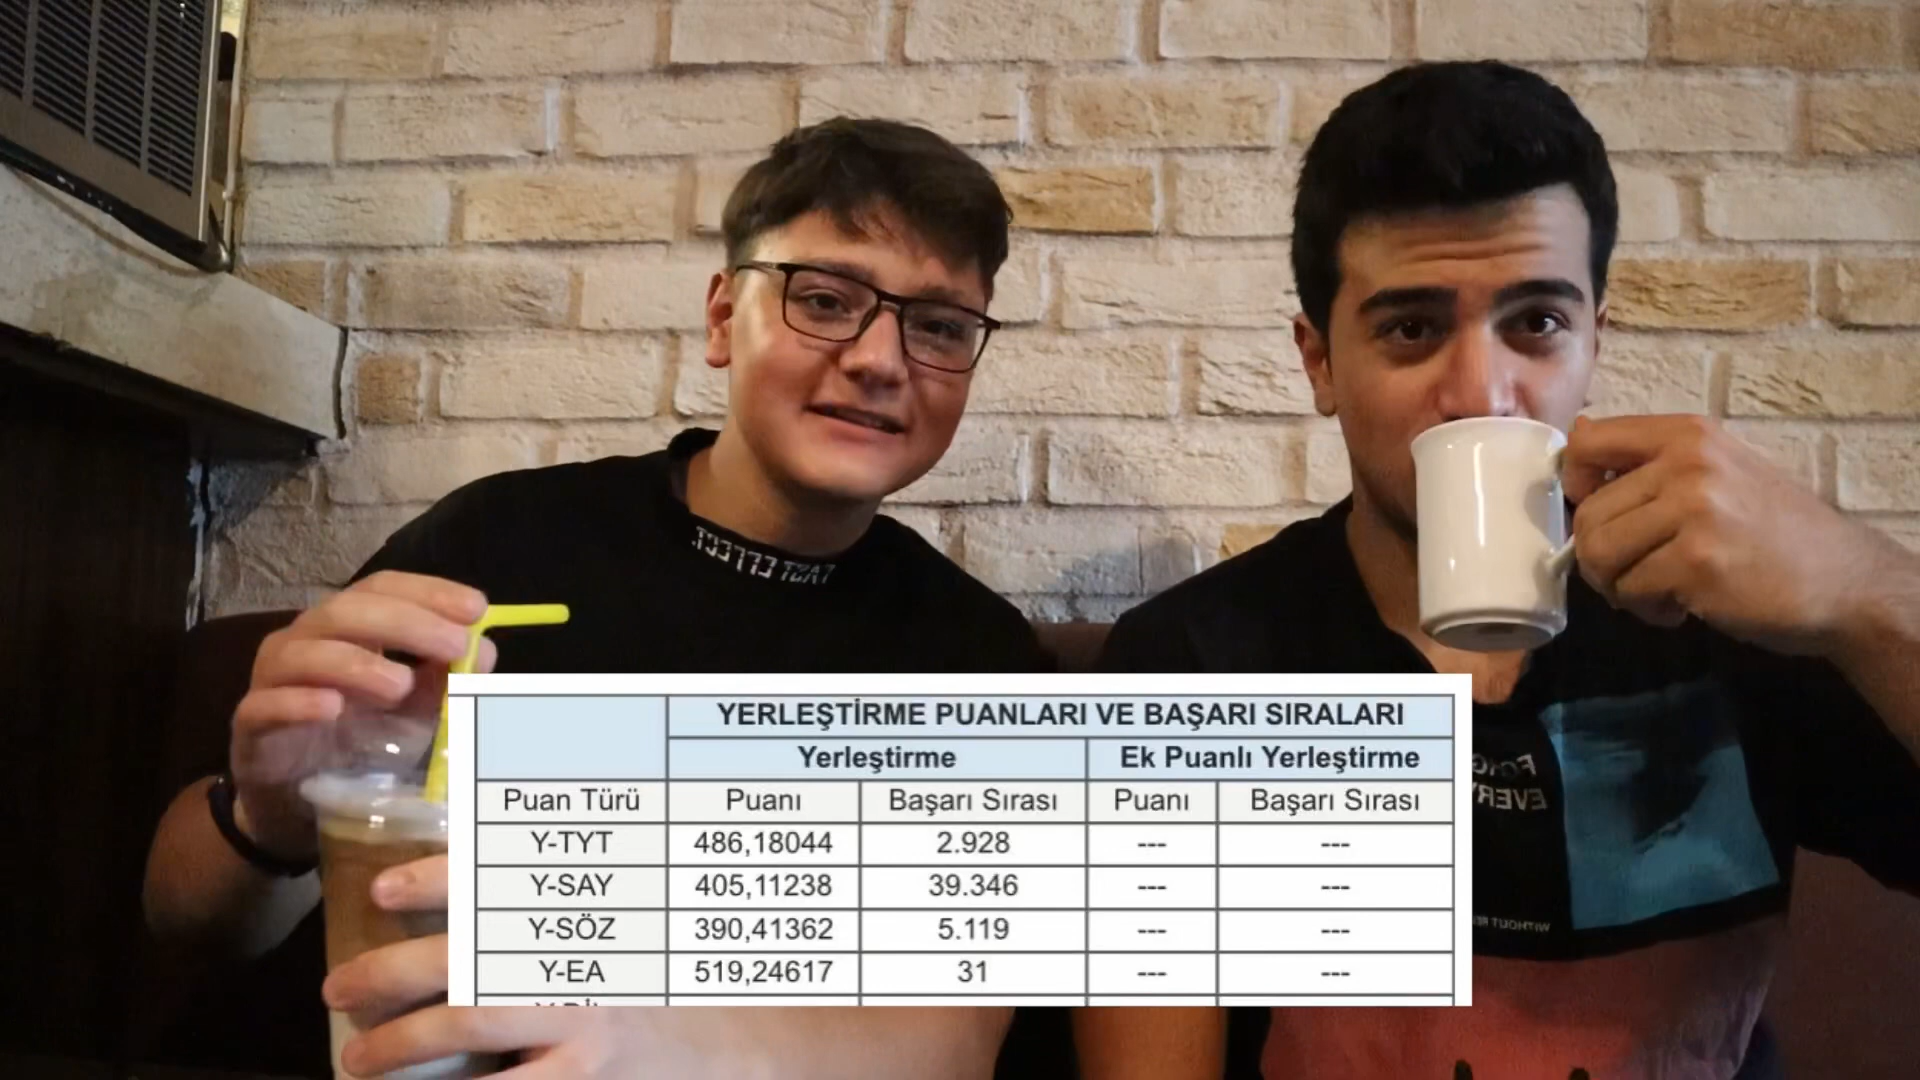 YERLEŞTİRME PUANLARI VE BAŞARI SIRALARI
Yerleştirme Ek Puanlı Yerleştirme
Puan Türü Puanı Başarı Sırası Puanı Başarı Sırası
Y-TYT 486,18044 2.928 --- ---
Y-SAY 405,11238 39.346 --- ---
Y-SÖZ 390,41362 5.119 --- ---
Y-EA 519,24617 31 --- ---
WITHOUT